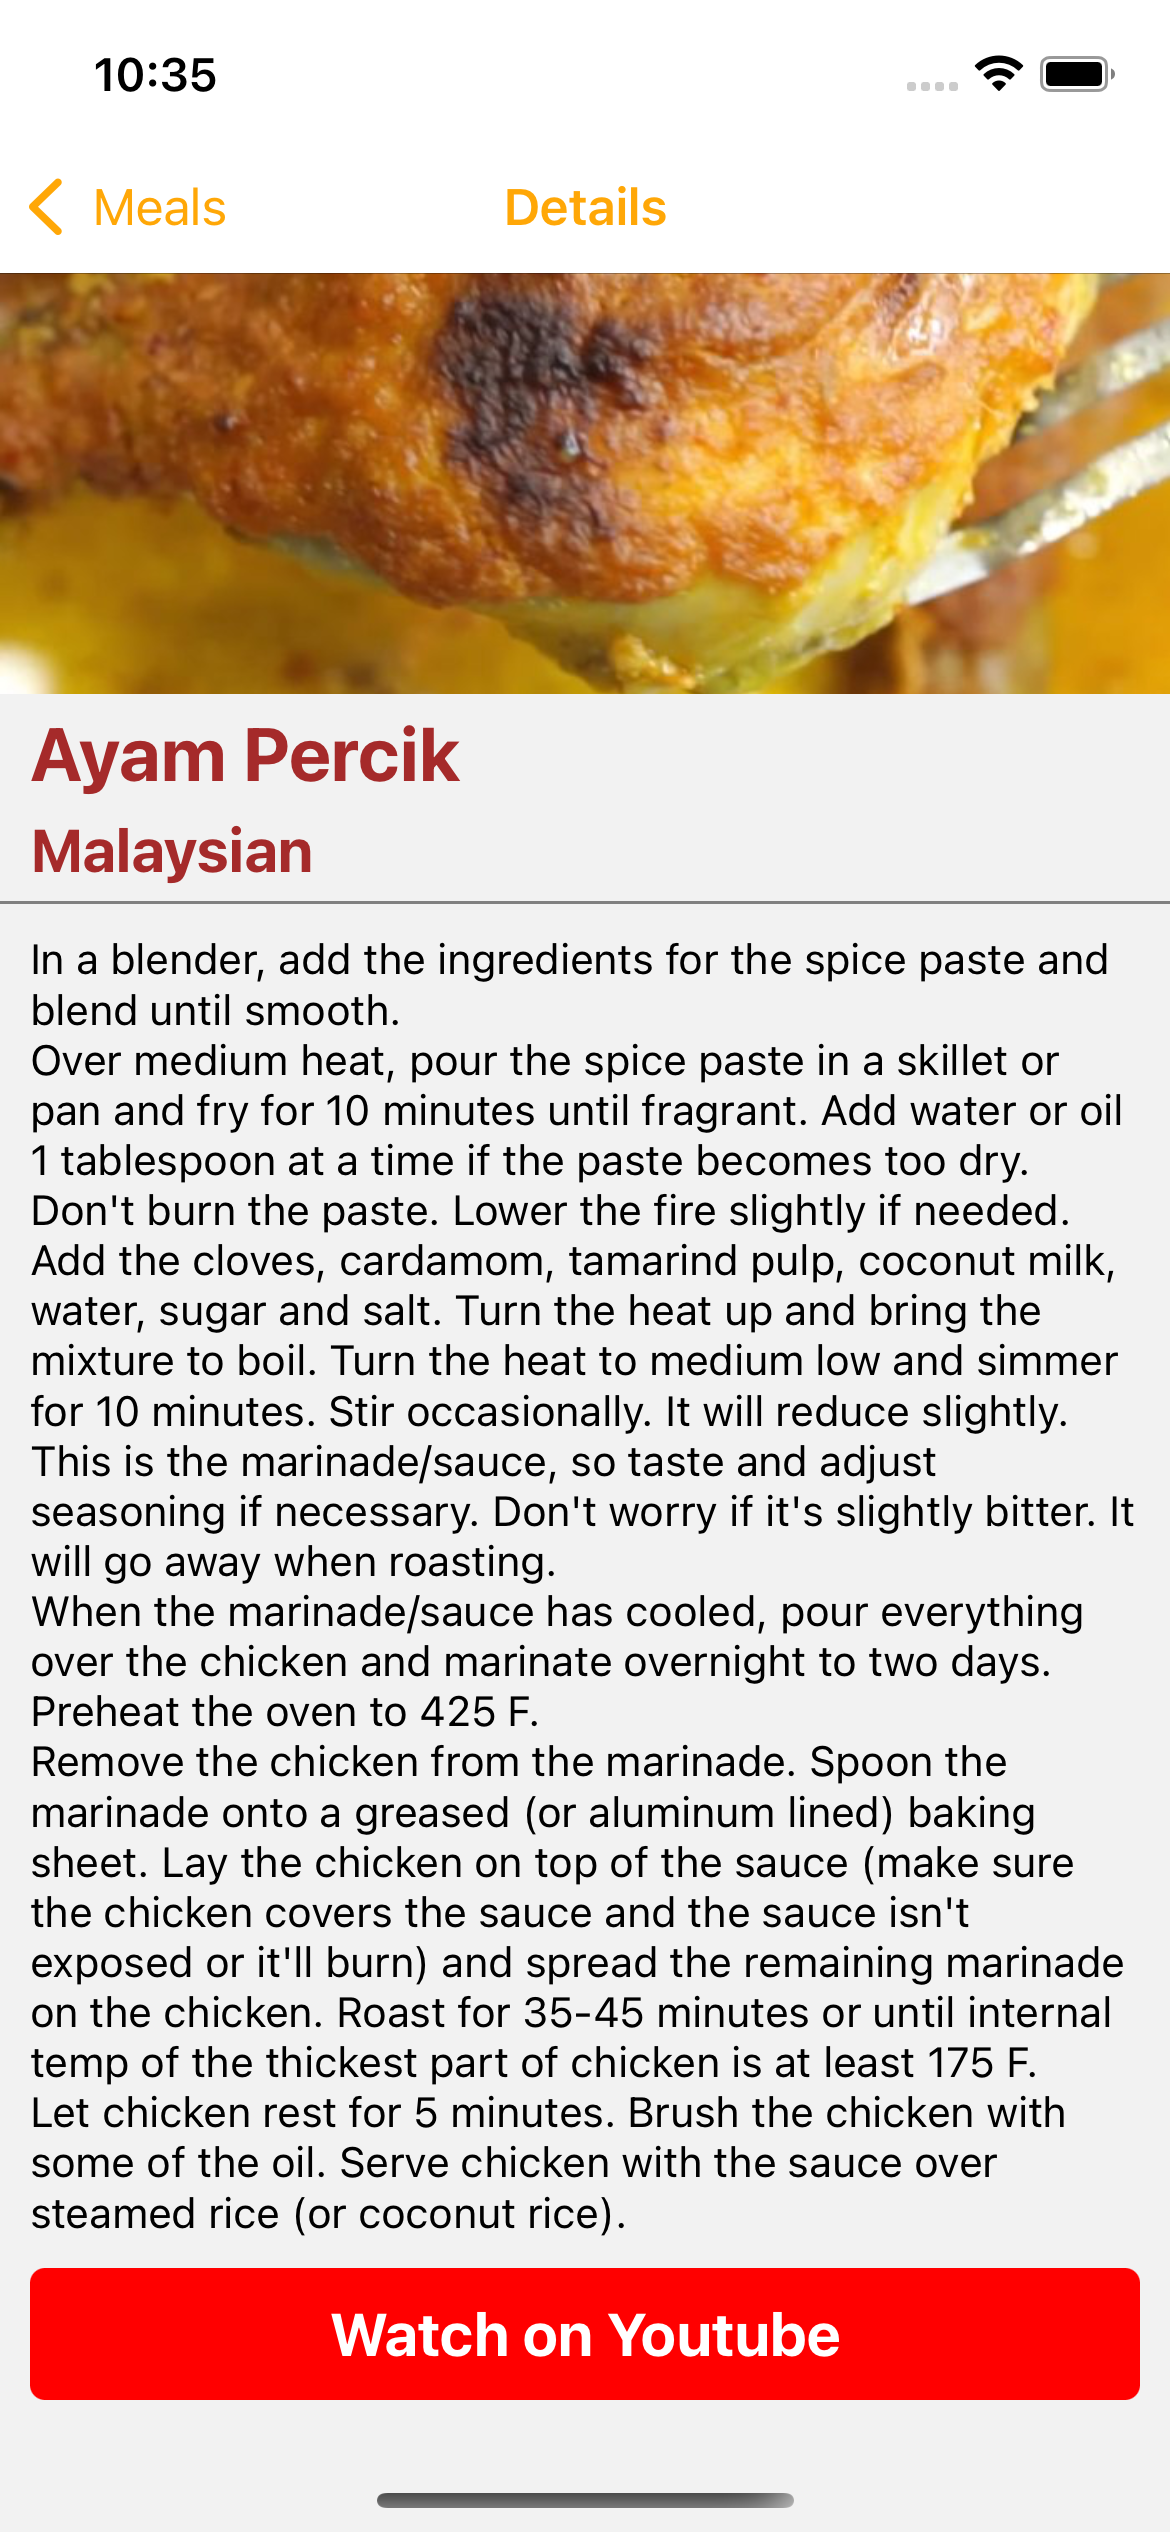 10:35
Meals
Details
Ayam Percik
Malaysian
In a blender, add the ingredients for the spice paste and
blend until smooth.
Over medium heat, pour the spice paste in a skillet or
pan and fry for 10 minutes until fragrant. Add water or oil
1 tablespoon at a time if the paste becomes too dry.
Don't burn the paste. Lower the fire slightly if needed.
Add the cloves, cardamom, tamarind pulp, coconut milk,
water, sugar and salt. Turn the heat up and bring the
mixture to boil. Turn the heat to medium low and simmer
for 10 minutes. Stir occasionally. It will reduce slightly.
This is the marinade/sauce, so taste and adjust
seasoning if necessary. Don't worry if it's slightly bitter. It
will go away when roasting.
When the marinade/sauce has cooled, pour everything
over the chicken and marinate overnight to two days.
Preheat the oven to 425 F.
Remove the chicken from the marinade. Spoon the
marinade onto a greased (or aluminum lined) baking
sheet. Lay the chicken on top of the sauce (make sure
the chicken covers the sauce and the sauce isn't
exposed or it'll burn) and spread the remaining marinade
on the chicken. Roast for 35-45 minutes or until internal
temp of the thickest part of chicken is at least 175 F.
Let chicken rest for 5 minutes. Brush the chicken with
some of the oil. Serve chicken with the sauce over
steamed rice (or coconut rice).
Watch on Youtube